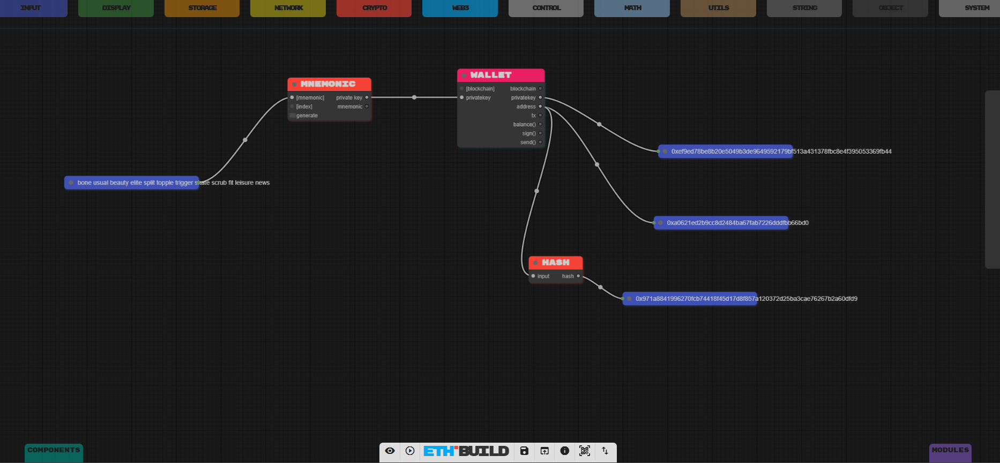 INPUT DISPLAY STORAGE NETWORK CRYPTO WEB3 CONTROL MATH UTILS STRING OBJECT SYSTEM
MNEMONIC
[mnemonic] private key
[index] mnemonic
generate
WALLET
[blockchain] blockchain
privatekey privatekey
address
tx
balance()
sign()
send()
0xef9ed78be8b20e5049b3de9649592179bf513a431378fbc8e4f395053369fb44
bone usual beauty elite split topple trigger skate scrub fit leisure news
0xa0621ed2b9cc8d2484ba67fab7226dddfbb66bd0
HASH
input hash
0x971a8841996270fcb74418f45d17d8f857a120372d25ba3cae76267b2a60dfd9
COMPONENTS
ETH BUILD
MODULES